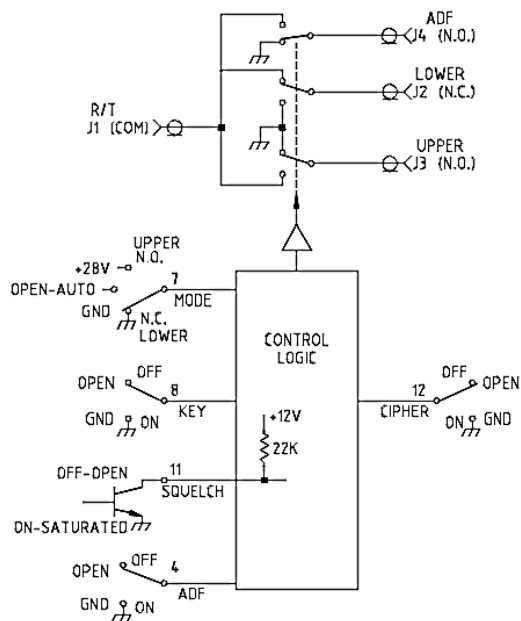 ADF
J4 (N.O.)
LOWER
J2 (N.C.)
R/T
J1 (COM)
UPPER
J3 (N.O.)
UPPER
N.O.
+28V
OPEN-AUTO
7
MODE
GND
N.C.
LOWER
CONTROL
LOGIC
OFF
OPEN
8
KEY
GND
ON
OFF
OPEN
12
CIPHER
ON
GND
+12V
22K
OFF-OPEN
11
SQUELCH
ON-SATURATED
OFF
OPEN
4
ADF
GND
ON